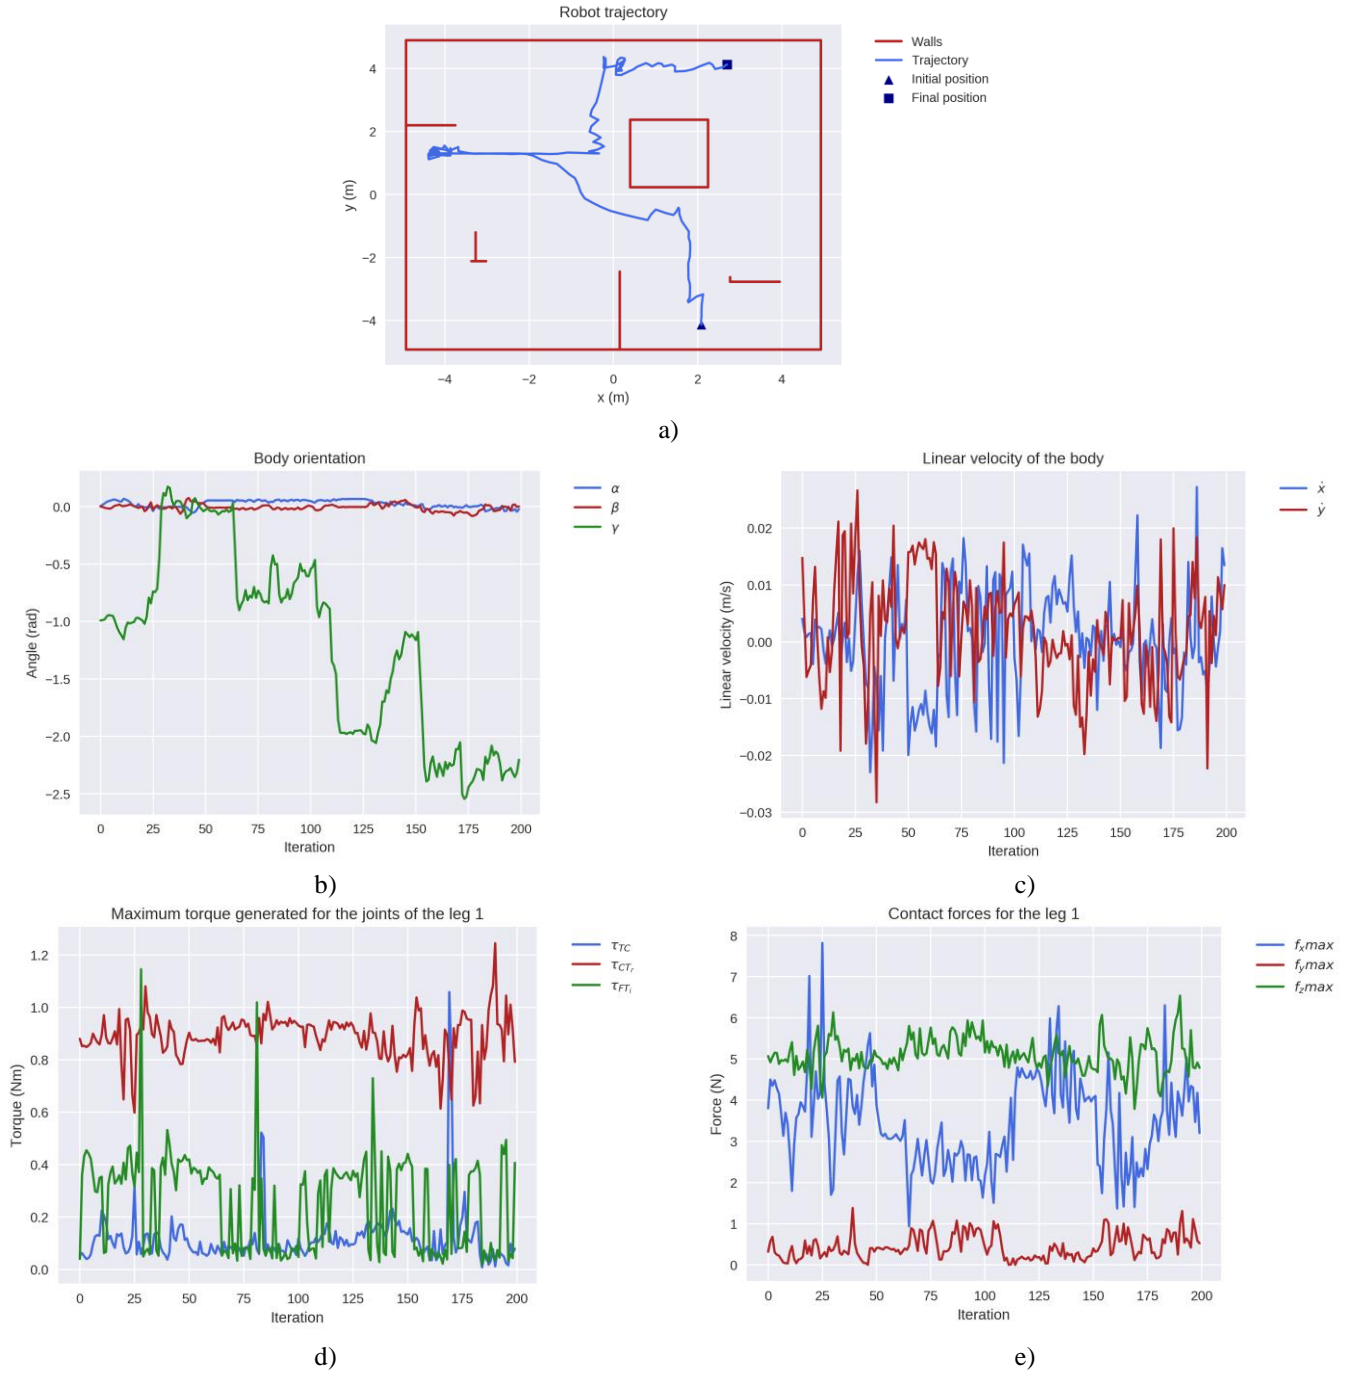 Robot trajectory
Walls
Trajectory
Initial position
Final position
4
2
0
−2
−4
y (m)
−4 −2 0 2 4
x (m)
a)
Body orientation
α
β
γ
0.0
−0.5
−1.0
−1.5
−2.0
−2.5
Angle (rad)
0 25 50 75 100 125 150 175 200
Iteration
b)
Linear velocity of the body
ẋ
ẏ
0.02
0.01
0.00
−0.01
−0.02
−0.03
Linear velocity (m/s)
0 25 50 75 100 125 150 175 200
Iteration
c)
Maximum torque generated for the joints of the leg 1
τTC
τCTr
τFTi
1.2
1.0
0.8
0.6
0.4
0.2
0.0
Torque (Nm)
0 25 50 75 100 125 150 175 200
Iteration
d)
Contact forces for the leg 1
fxmax
fymax
fzmax
8
7
6
5
4
3
2
1
0
Force (N)
0 25 50 75 100 125 150 175 200
Iteration
e)